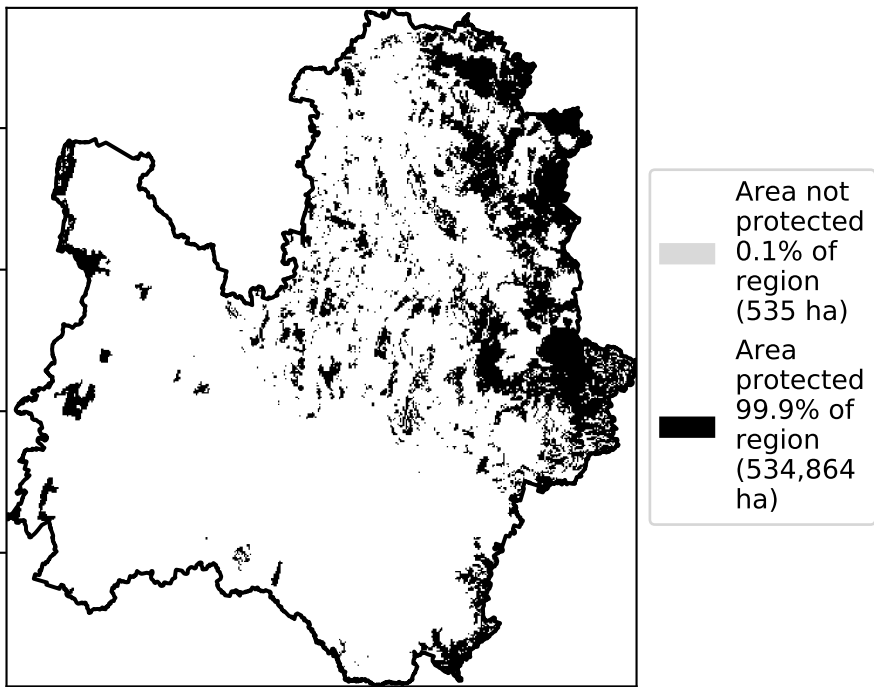 Area not
protected
0.1% of
region
(535 ha)
Area
protected
99.9% of
region
(534,864
ha)